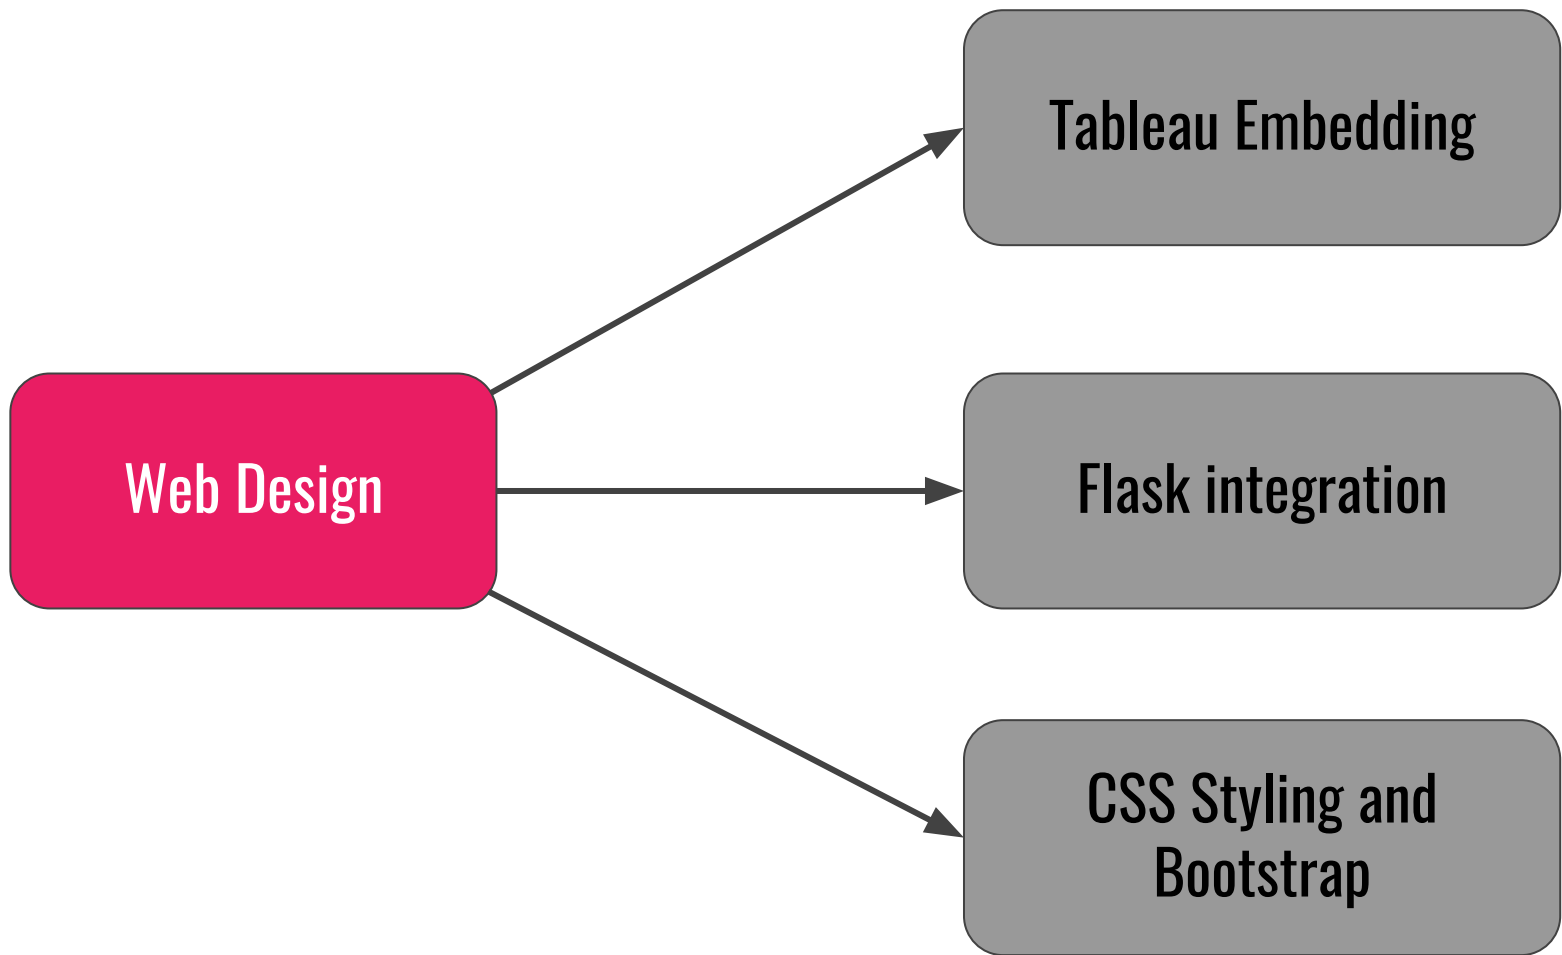 Tableau Embedding
Web Design
Flask integration
CSS Styling and
Bootstrap